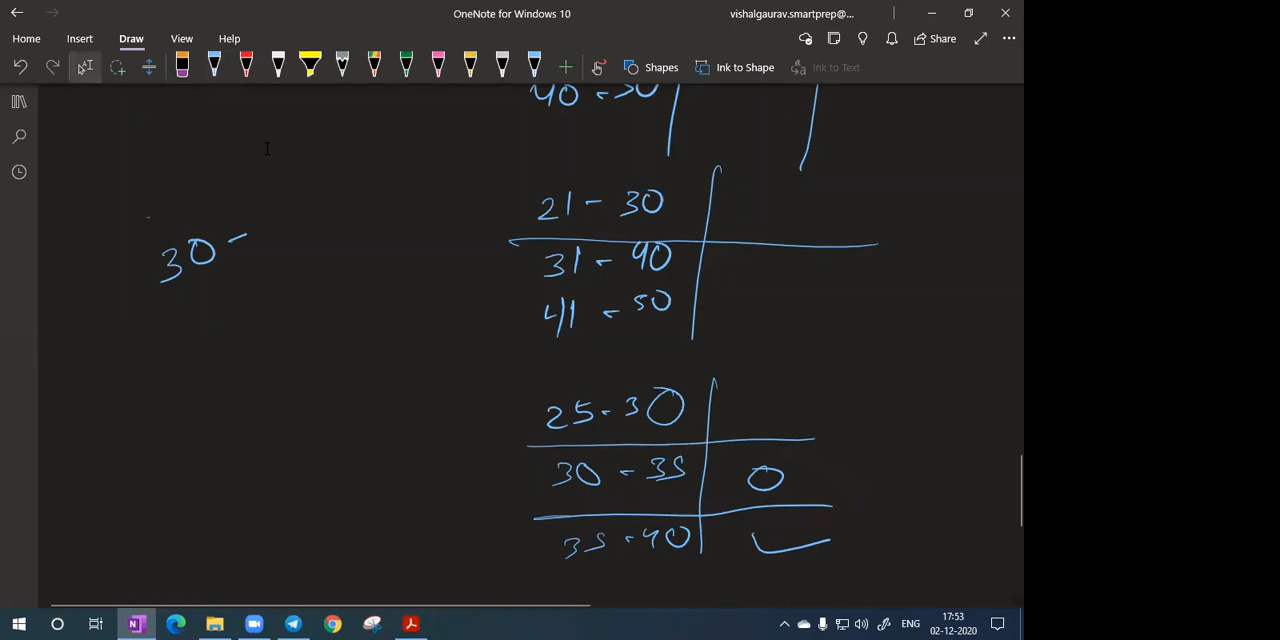 OneNote for Windows 10
vishalgaurav.smartprep@...
Home Insert Draw View Help
Share
Shapes
Ink to Shape
Ink to Text
40 - 50
21 - 30
31 - 40
41 - 50
30 -
25 - 30
30 - 35 0
35 - 40
ENG
17:53
02-12-2020